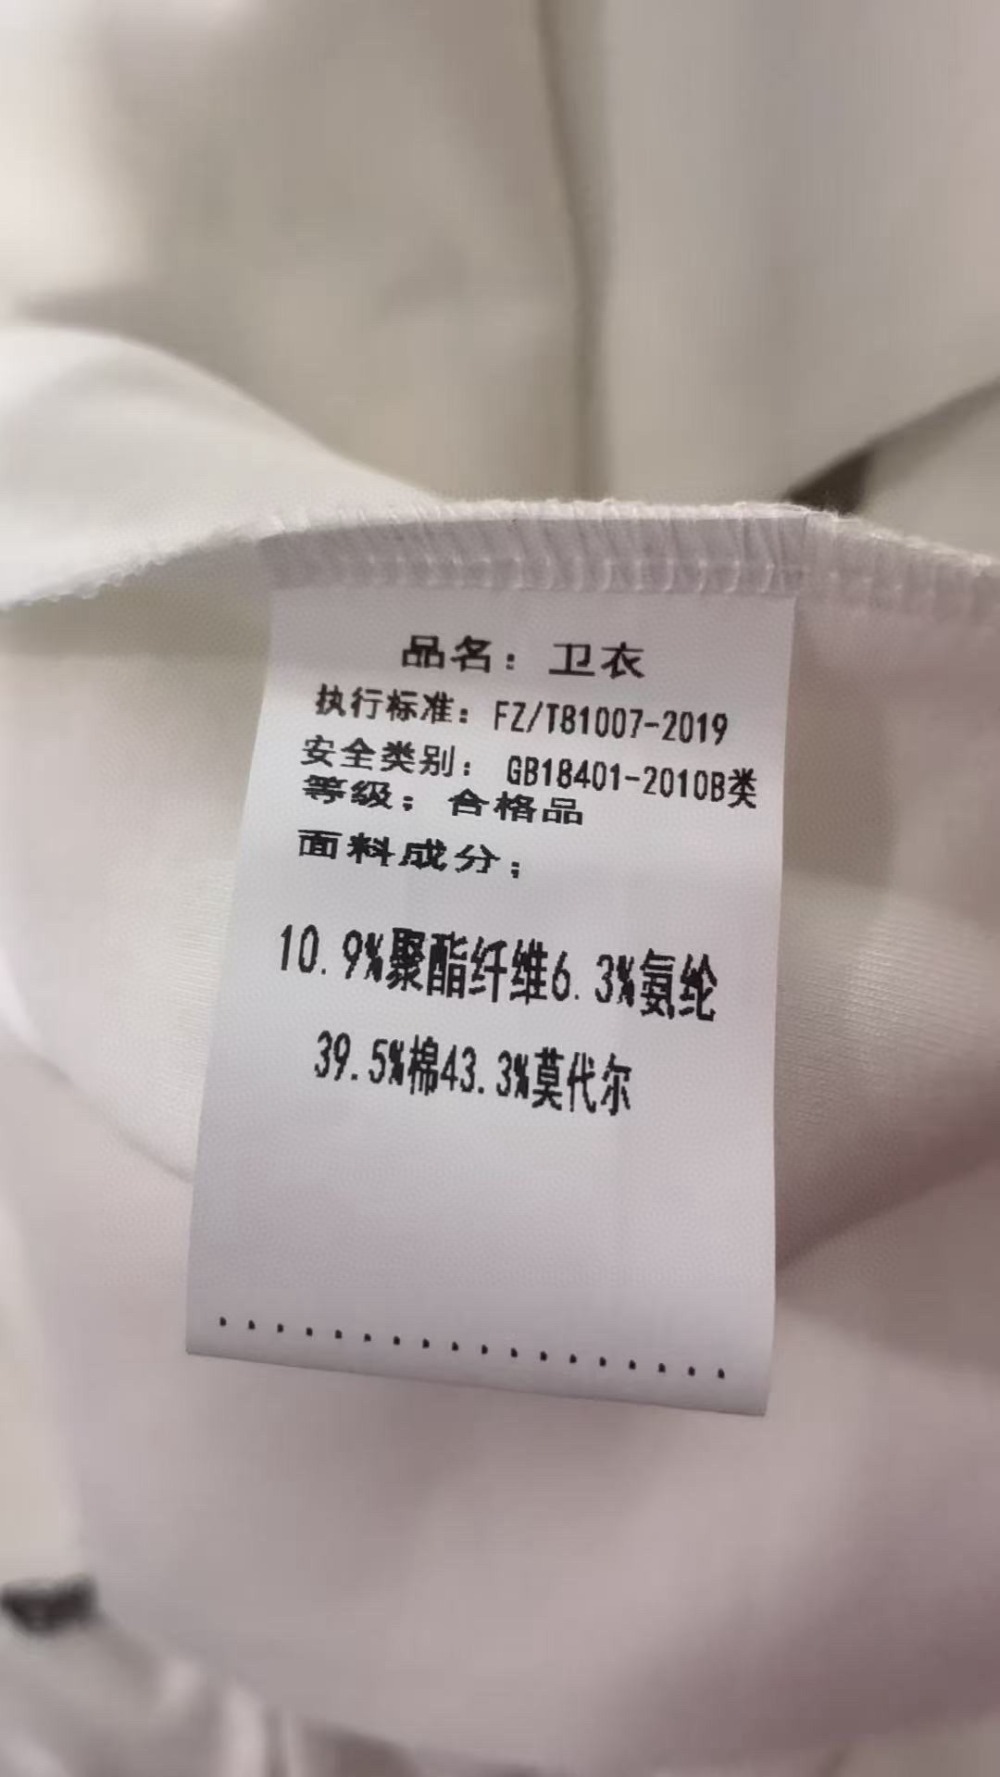 品名：卫衣
执行标准：FZ/T81007-2019
安全类别：GB18401-2010B类
等级：合格品
面料成分：
10.9%聚酯纤维6.3%氨纶
39.5%棉43.3%莫代尔